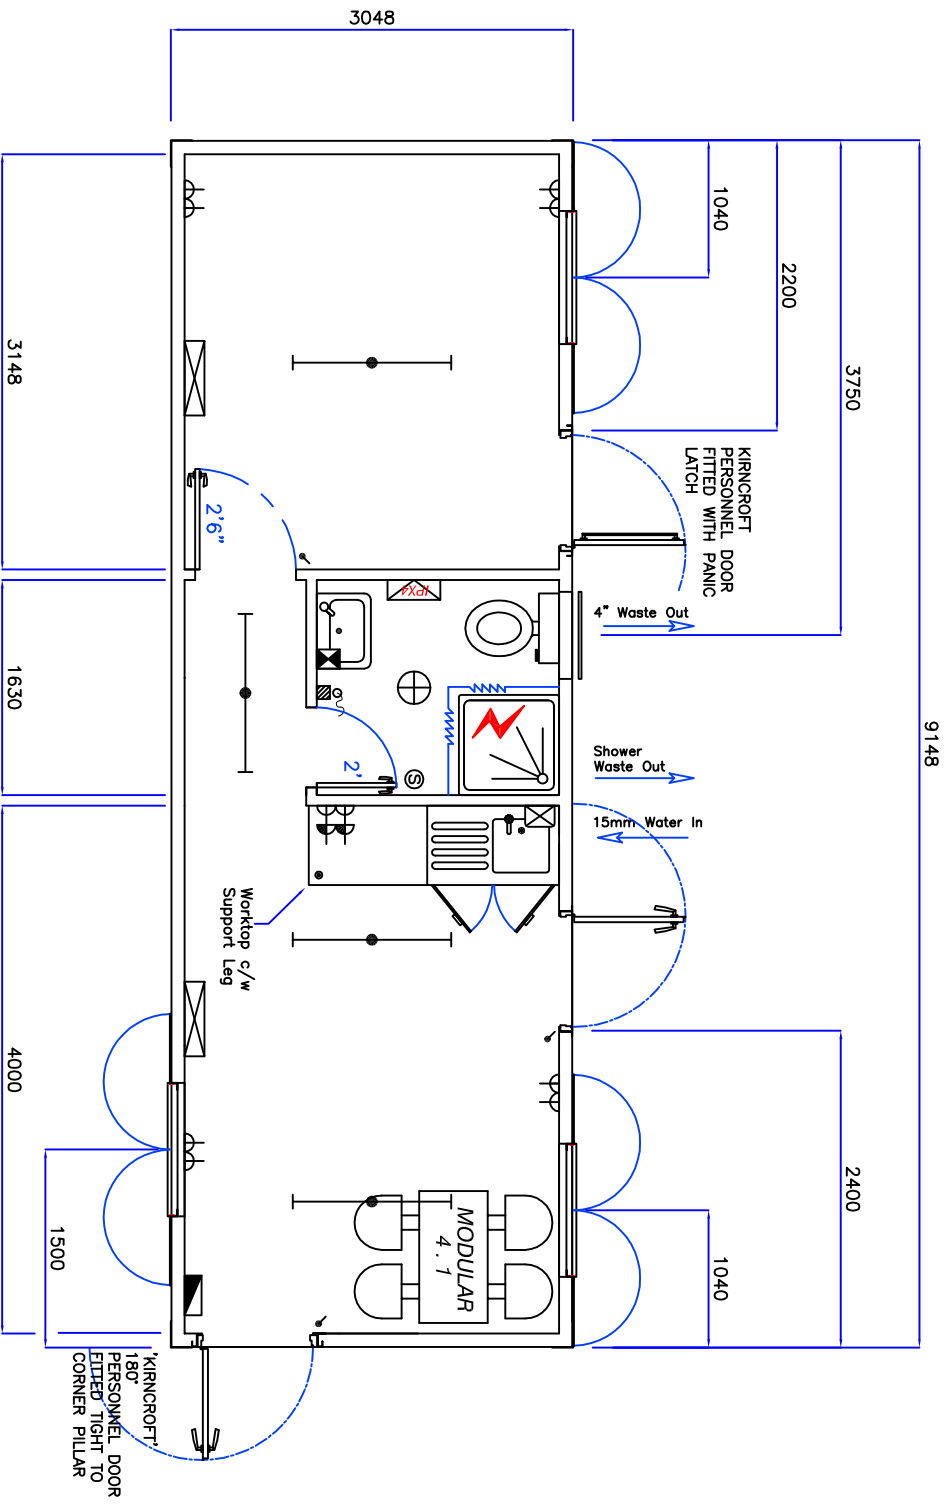 3048
9148
3750
2200
1040
KIRNCROFT
PERSONNEL DOOR
FITTED WITH PANIC
LATCH
4" Waste Out
Shower
Waste Out
15mm Water In
2400
1040
2'6"
IPX4
2'
S
Worktop c/w
Support Leg
MODULAR
4.1
3148
1630
4000
1500
'KIRNCROFT'
180°
PERSONNEL DOOR
FITTED TIGHT TO
CORNER PILLAR